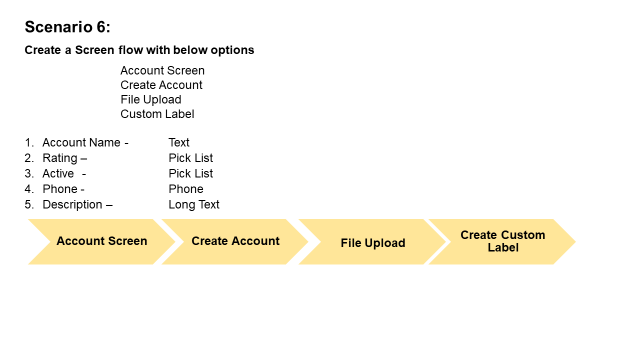 Scenario 6:
Create a Screen flow with below options
Account Screen
Create Account
File Upload
Custom Label
1. Account Name - Text
2. Rating – Pick List
3. Active - Pick List
4. Phone - Phone
5. Description – Long Text
Account Screen
Create Account
File Upload
Create Custom
Label